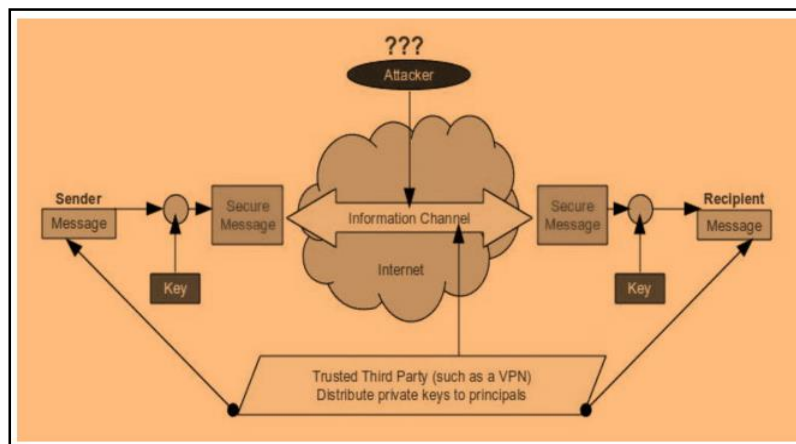 ???
Attacker
Sender
Message
Secure
Message
Key
Information Channel
Internet
Secure
Message
Recipient
Message
Key
Trusted Third Party (such as a VPN)
Distribute private keys to principals